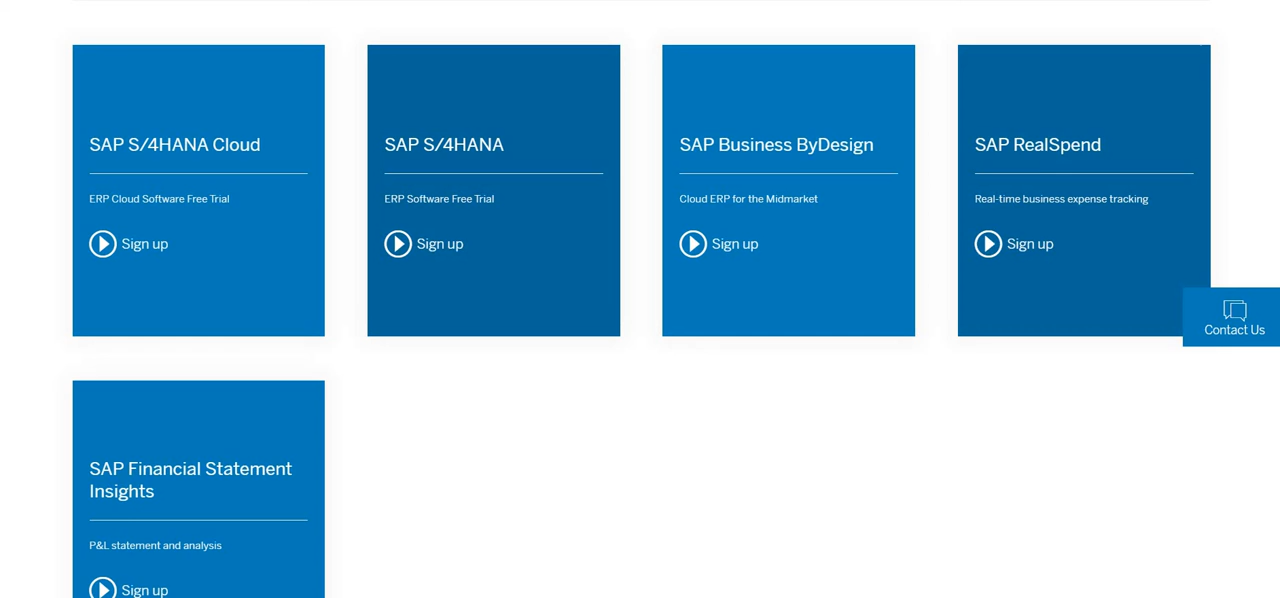 SAP S/4HANA Cloud
ERP Cloud Software Free Trial
Sign up
SAP S/4HANA
ERP Software Free Trial
Sign up
SAP Business ByDesign
Cloud ERP for the Midmarket
Sign up
SAP RealSpend
Real-time business expense tracking
Sign up
Contact Us
SAP Financial Statement
Insights
P&L statement and analysis
Sign up